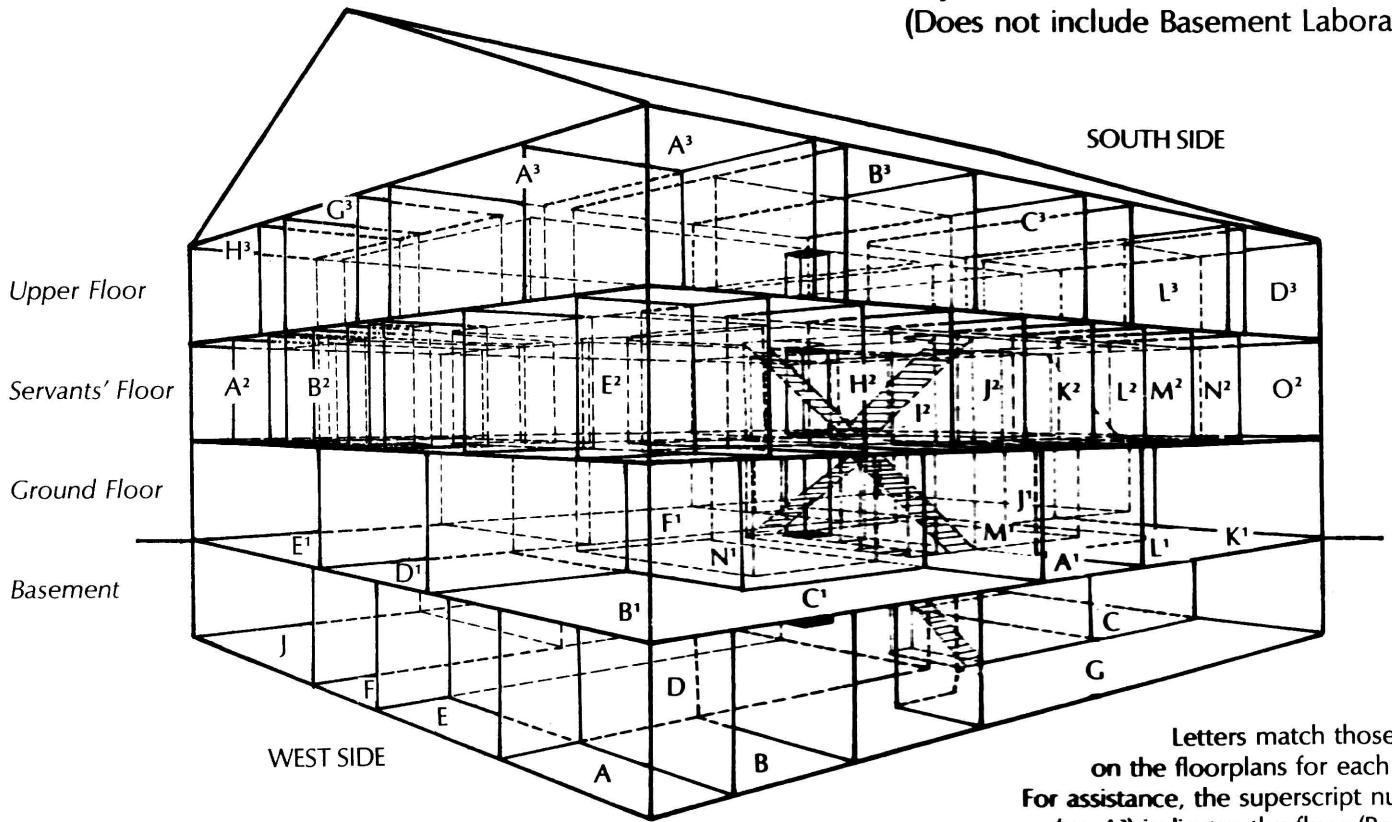 (Does not include Basement
SOUTH SIDE
A³
A³
B³
G³
C³
H³
Upper Floor
L³
D³
Servants' Floor
A²
B²
E²
H²
I²
J²
K²
L²
M²
N²
O²
Ground Floor
E¹
D¹
B¹
F¹
N¹
C¹
M¹
J¹
A¹
L¹
K¹
Basement
J
F
E
A
D
B
C
G
WEST SIDE
Letters match those
on the floorplans for each
For assistance, the superscript
indicates the floor.